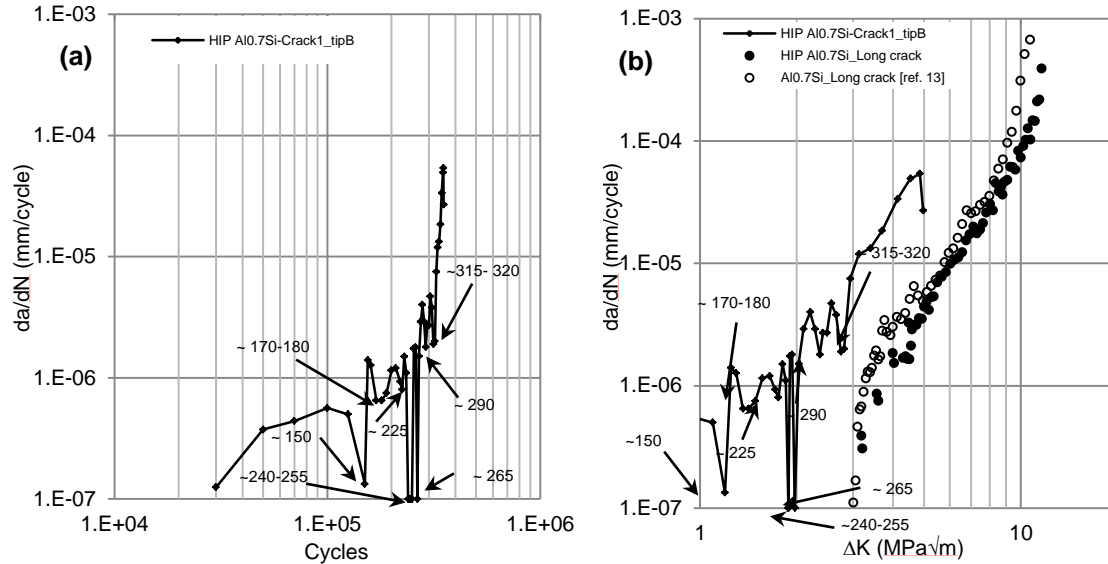 (a)
HIP Al0.7Si-Crack1_tipB
1.E-03
1.E-04
1.E-05
1.E-06
1.E-07
da/dN (mm/cycle)
~315- 320
~ 170-180
~ 290
~ 225
~ 150
~240-255
~ 265
1.E+04
1.E+05
1.E+06
Cycles
(b)
HIP Al0.7Si-Crack1_tipB
HIP Al0.7Si_Long crack
Al0.7Si_Long crack [ref. 13]
1.E-03
1.E-04
1.E-05
1.E-06
1.E-07
da/dN (mm/cycle)
~315-320
~ 170-180
~ 290
~ 225
~150
~ 265
~240-255
1
10
ΔK (MPa√m)